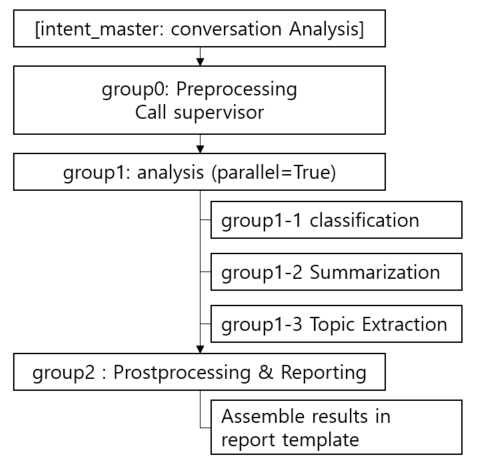 [intent_master: conversation Analysis]
group0: Preprocessing
Call supervisor
group1: analysis (parallel=True)
group1-1 classification
group1-2 Summarization
group1-3 Topic Extraction
group2 : Prostprocessing & Reporting
Assemble results in
report template